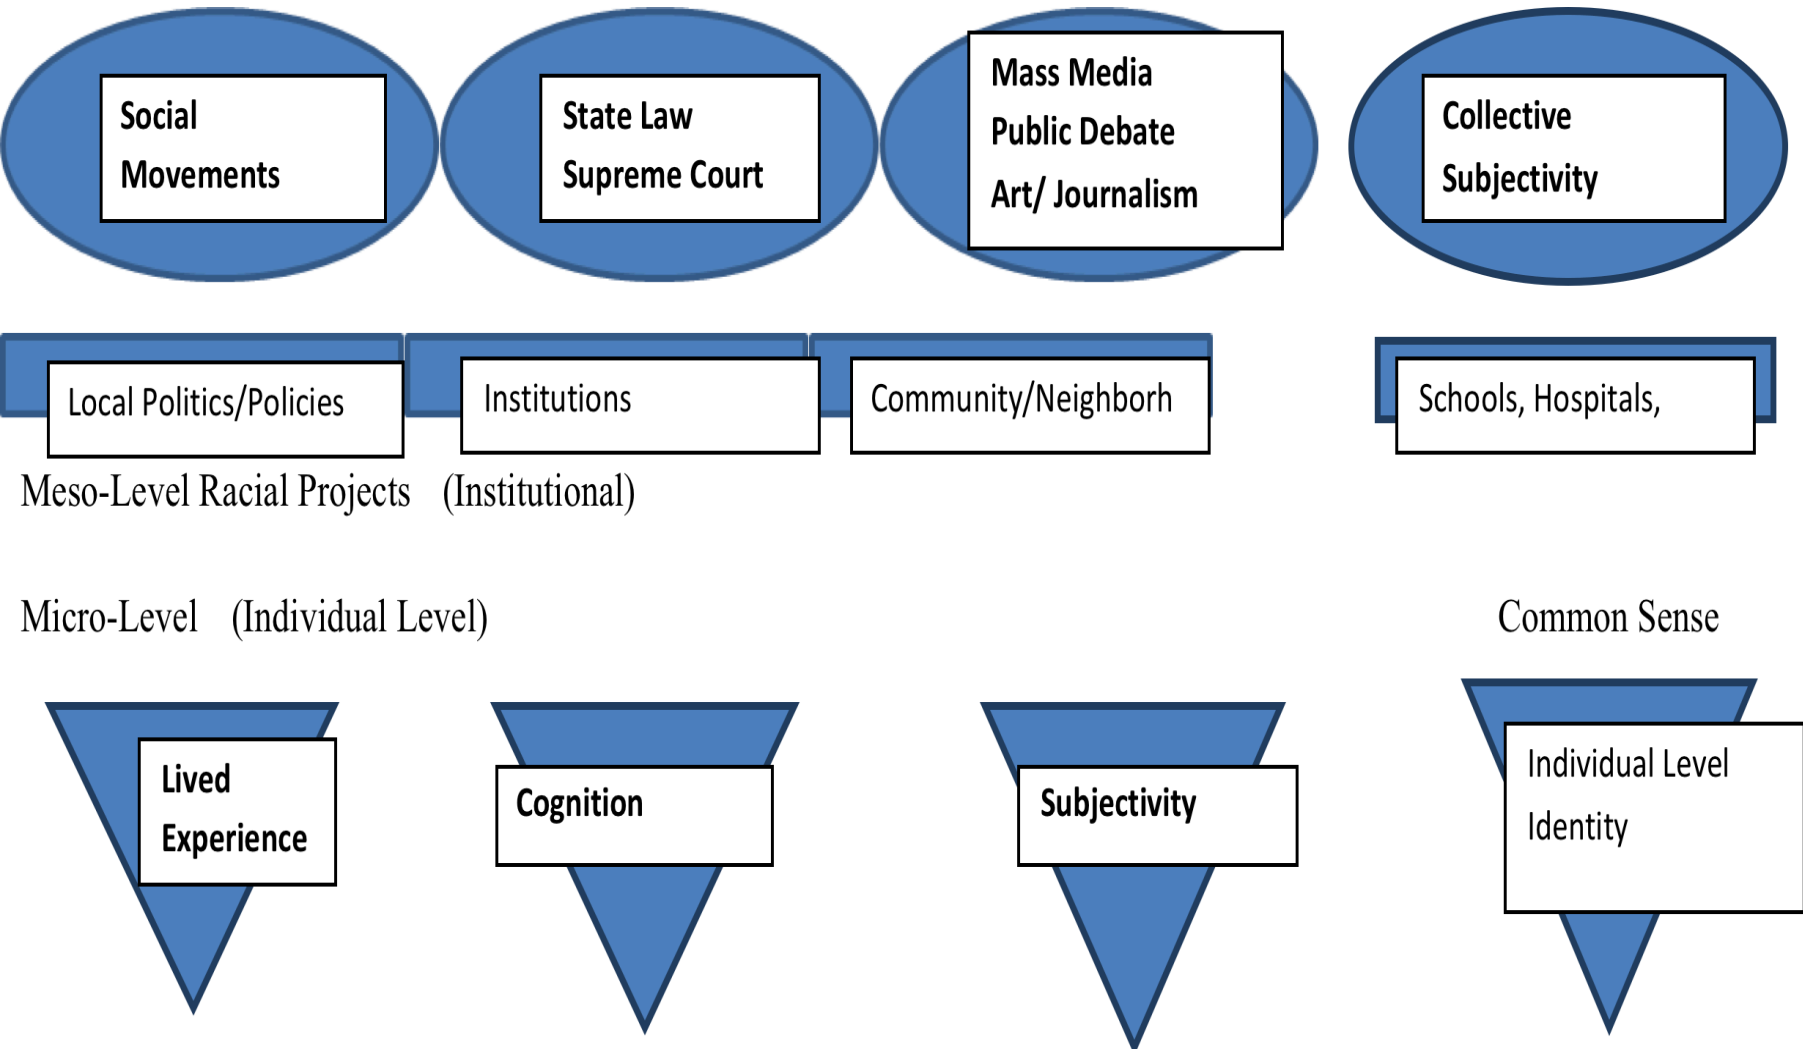 Social
Movements
State Law
Supreme Court
Mass Media
Public Debate
Art/ Journalism
Collective
Subjectivity
Local Politics/Policies
Institutions
Community/Neighborh
Schools, Hospitals,
Meso-Level Racial Projects (Institutional)
Micro-Level (Individual Level)
Common Sense
Lived
Experience
Cognition
Subjectivity
Individual Level
Identity